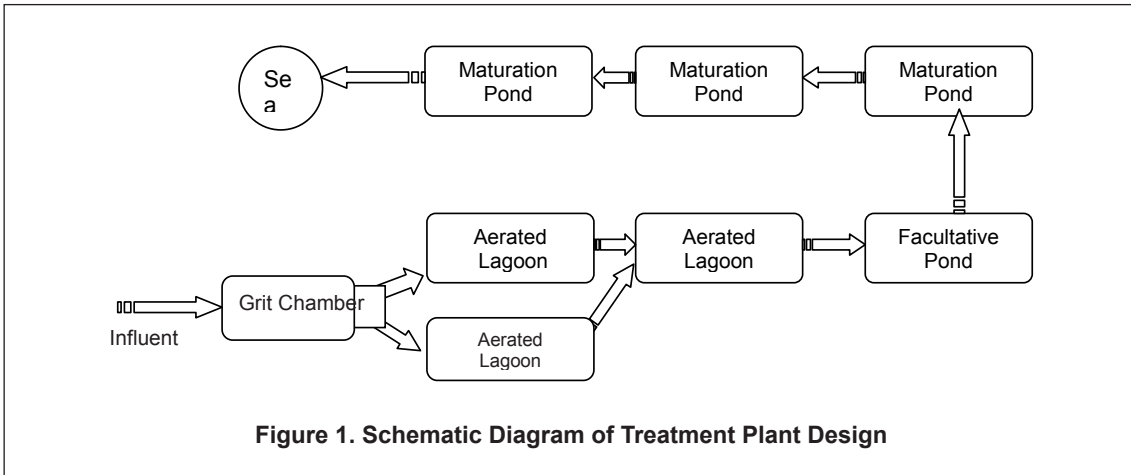 Se
a
Maturation
Pond
Maturation
Pond
Maturation
Pond
Aerated
Lagoon
Aerated
Lagoon
Facultative
Pond
Grit Chamber
Influent
Aerated
Lagoon
Figure 1. Schematic Diagram of Treatment Plant Design